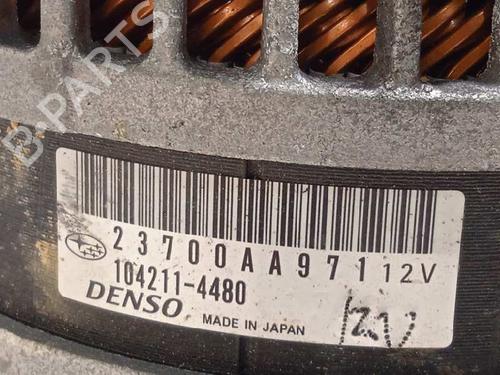 B-PARTS
23700AA971 12V
104211-4480
DENSO
MADE IN JAPAN
12V